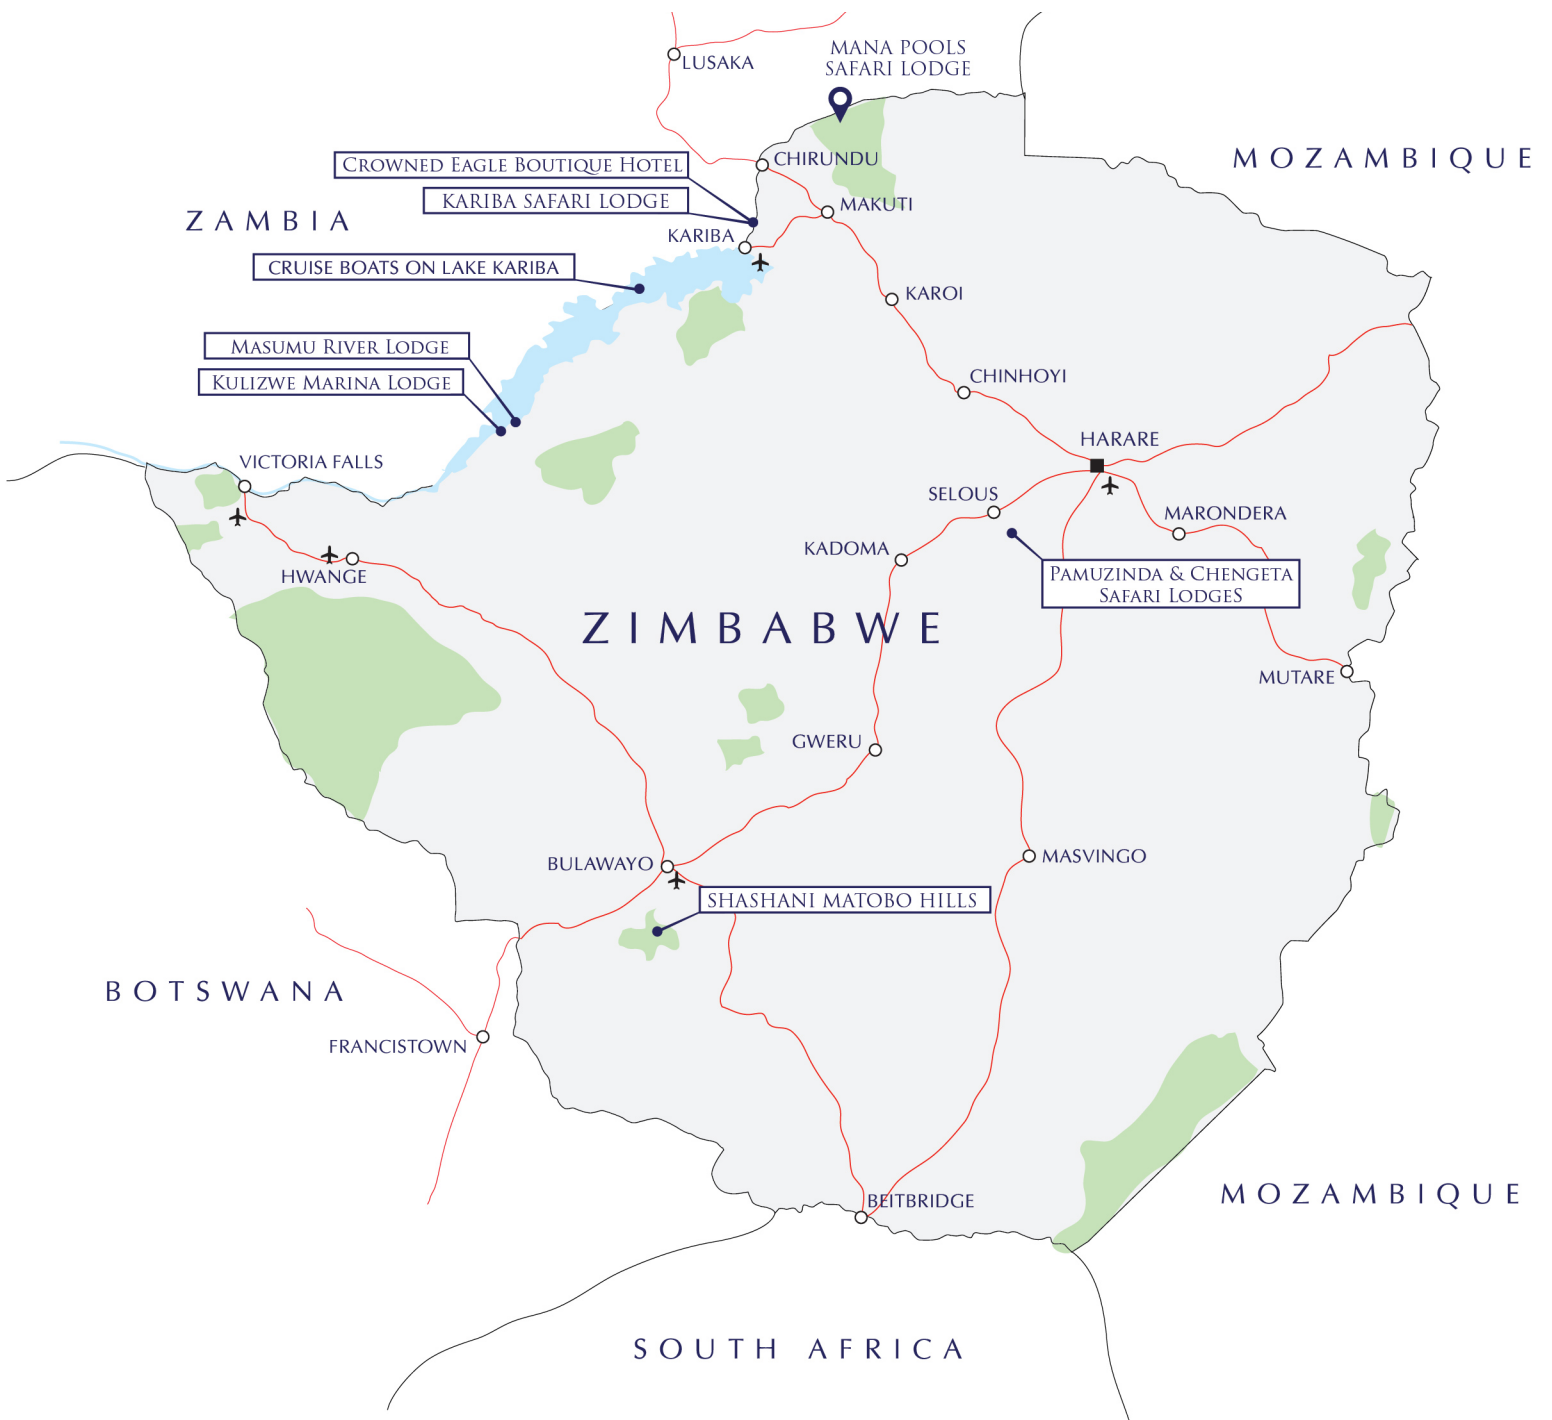 MANA POOLS
SAFARI LODGE
LUSAKA
MOZAMBIQUE
CHIRUNDU
CROWNED EAGLE BOUTIQUE HOTEL
KARIBA SAFARI LODGE
MAKUTI
ZAMBIA
KARIBA
CRUISE BOATS ON LAKE KARIBA
KAROI
MASUMU RIVER LODGE
KULIZWE MARINA LODGE
CHINHOYI
HARARE
VICTORIA FALLS
SELOUS
MARONDERA
KADOMA
HWANGE
PAMUZINDA & CHENGETA
SAFARI LODGES
ZIMBABWE
MUTARE
GWERU
BULAWAYO
MASVINGO
SHASHANI MATOBO HILLS
BOTSWANA
FRANCISTOWN
MOZAMBIQUE
BEITBRIDGE
SOUTH AFRICA